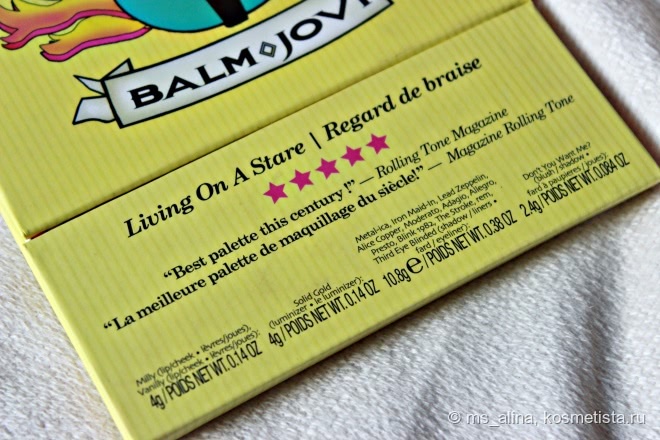 BALM JOVI
Living On A Stare | Regard de braise
★★★★★
“Best palette this century!” — Rolling Tone Magazine
“La meilleure palette de maquillage du siècle!” — Magazine Rolling Tone
Milly (lip/cheek • lèvres/joues),
Vanilly (lip/cheek • lèvres/joues):
4g/POIDS NET WT. 0.14 OZ
Solid Gold
(luminizer • le luminizer):
4g/POIDS NET WT. 0.14 OZ
Metal-ica, Iron Maid-in, Lead Zeppelin,
Alice Copper, Moderato, Adagio, Allegro,
Presto, Blink 1982, The Stroke, rem,
Third Eye Blinded (shadow / liners •
fard / eyeliner):
10.8g℮/POIDS NET WT. 0.38 OZ
Don't You Want Me?
(blush / shadow •
fard à paupières / joues):
2.4g/POIDS NET WT. 0.084 OZ
© ms_alina, kosmetista.ru